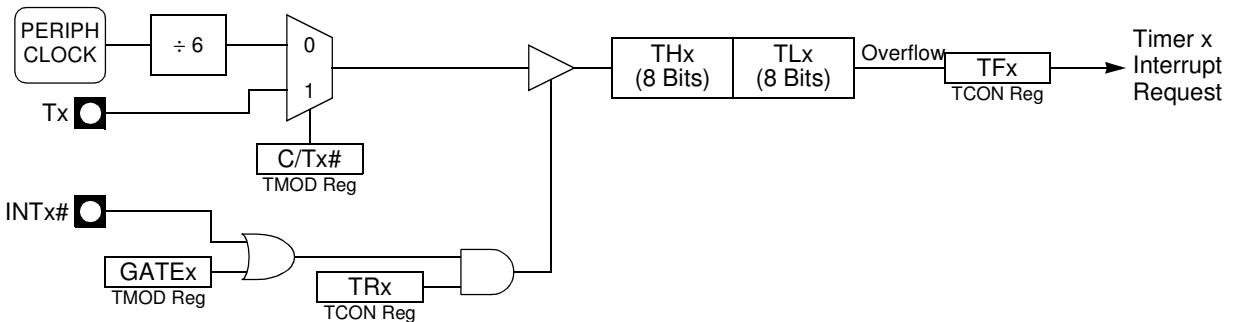 PERIPH
CLOCK
÷ 6
0
1
Tx
C/Tx#
TMOD Reg
THx
(8 Bits)
TLx
(8 Bits)
Overflow
TFx
TCON Reg
Timer x
Interrupt
Request
INTx#
GATEx
TMOD Reg
TRx
TCON Reg